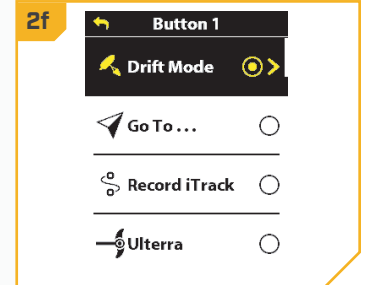 2f
Button 1
Drift Mode
Go To . . .
Record iTrack
Ulterra